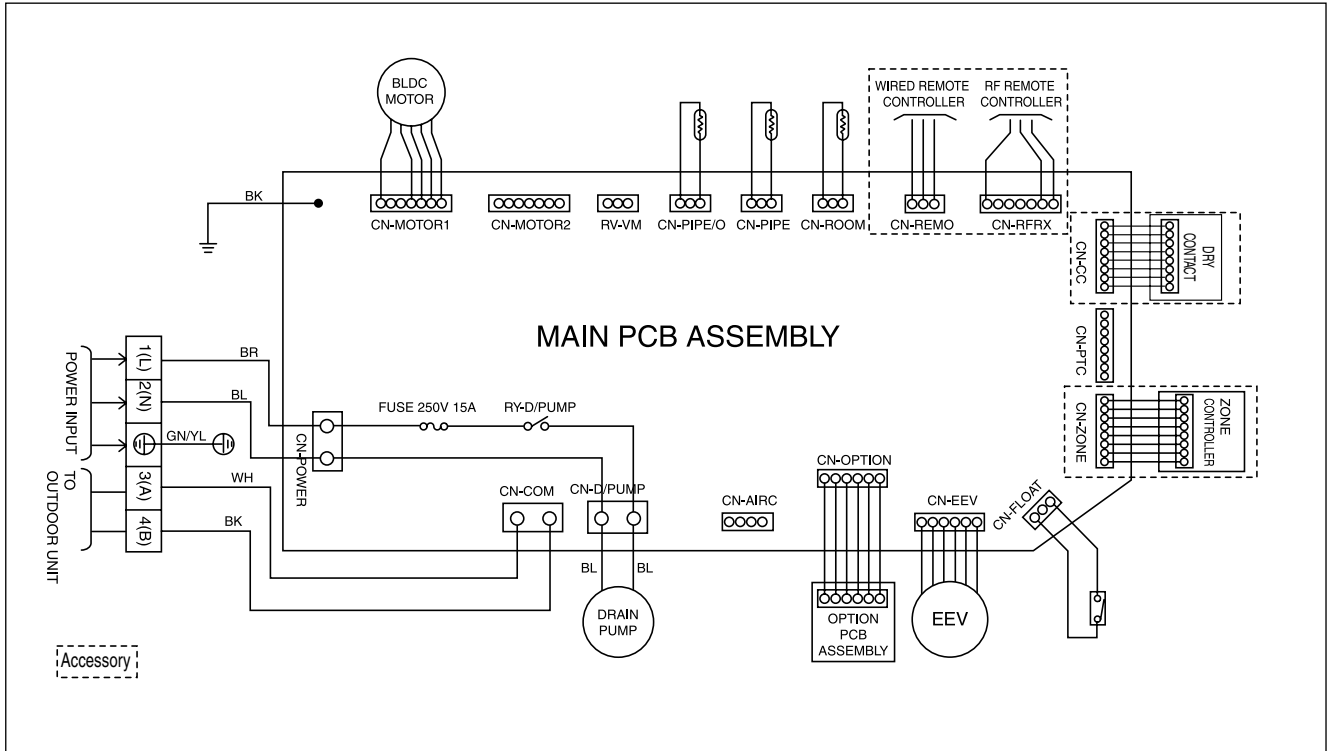 BLDC
MOTOR
WIRED REMOTE
CONTROLLER
RF REMOTE
CONTROLLER
BK
CN-MOTOR1
CN-MOTOR2
RV-VM
CN-PIPE/O
CN-PIPE
CN-ROOM
CN-REMO
CN-RFRX
CN-CC
DRY
CONTACT
MAIN PCB ASSEMBLY
CN-PTC
POWER INPUT
1(L)
BR
2(N)
BL
GN/YL
TO
OUTDOOR UNIT
3(A)
WH
4(B)
BK
CN-POWER
FUSE 250V 15A
RY-D/PUMP
CN-ZONE
ZONE
CONTROLLER
CN-COM
CN-D/PUMP
CN-AIRC
CN-OPTION
CN-EEV
CN-FLOAT
BL
BL
DRAIN
PUMP
OPTION
PCB
ASSEMBLY
EEV
Accessory